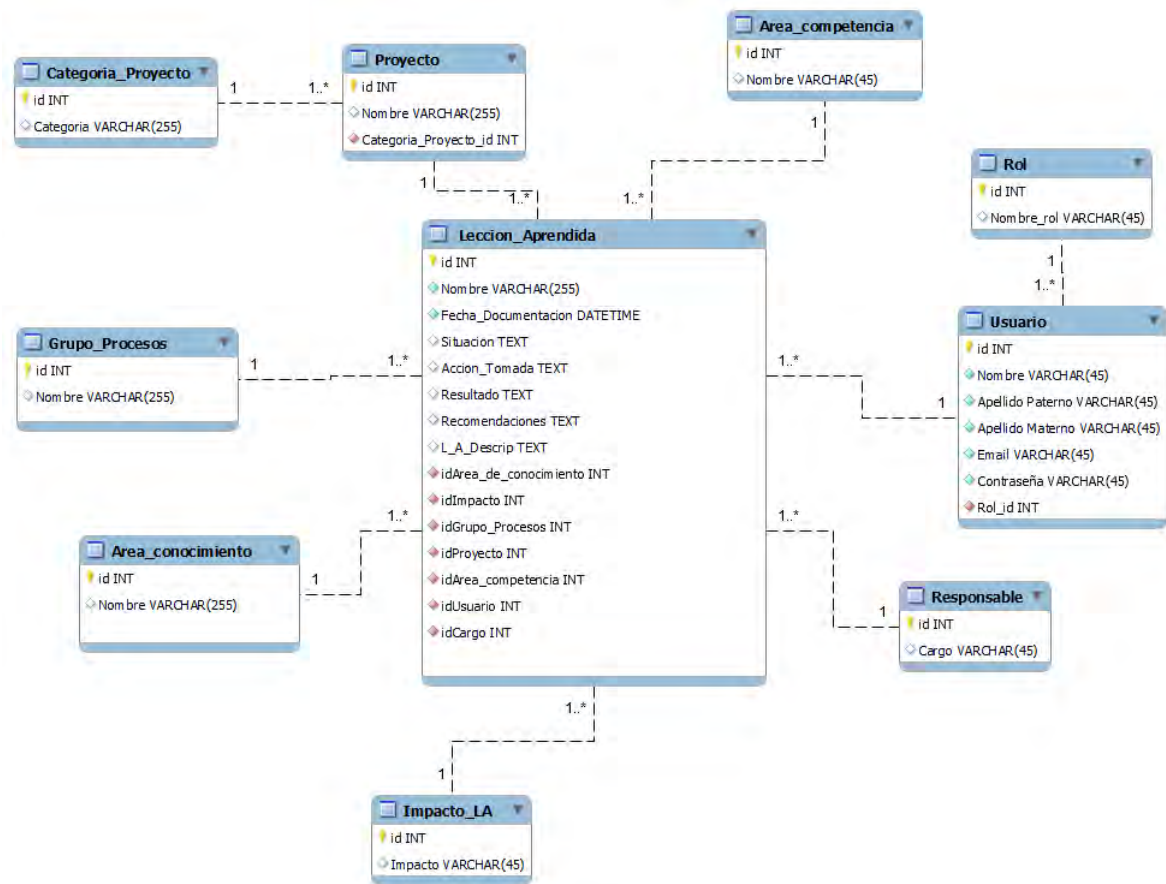 Categoria_Proyecto
id INT
Categoria VARCHAR(255)
1
1..*
Proyecto
id INT
Nombre VARCHAR(255)
Categoria_Proyecto_id INT
1
1..*
Area_competencia
id INT
Nombre VARCHAR(45)
1
1..*
Rol
id INT
Nombre_rol VARCHAR(45)
1
1..*
Leccion_Aprendida
id INT
Nombre VARCHAR(255)
Fecha_Documentacion DATETIME
Situacion TEXT
Accion_Tomada TEXT
Resultado TEXT
Recomendaciones TEXT
L_A_Descrip TEXT
idArea_de_conocimiento INT
idImpacto INT
idGrupo_Procesos INT
idProyecto INT
idArea_competencia INT
idUsuario INT
idCargo INT
Grupo_Procesos
id INT
Nombre VARCHAR(255)
1
1..*
Usuario
id INT
Nombre VARCHAR(45)
Apellido Paterno VARCHAR(45)
Apellido Materno VARCHAR(45)
Email VARCHAR(45)
Contraseña VARCHAR(45)
Rol_id INT
1..*
1
Area_conocimiento
id INT
Nombre VARCHAR(255)
1
1..*
Responsable
id INT
Cargo VARCHAR(45)
1..*
1
Impacto_LA
id INT
Impacto VARCHAR(45)
1..*
1